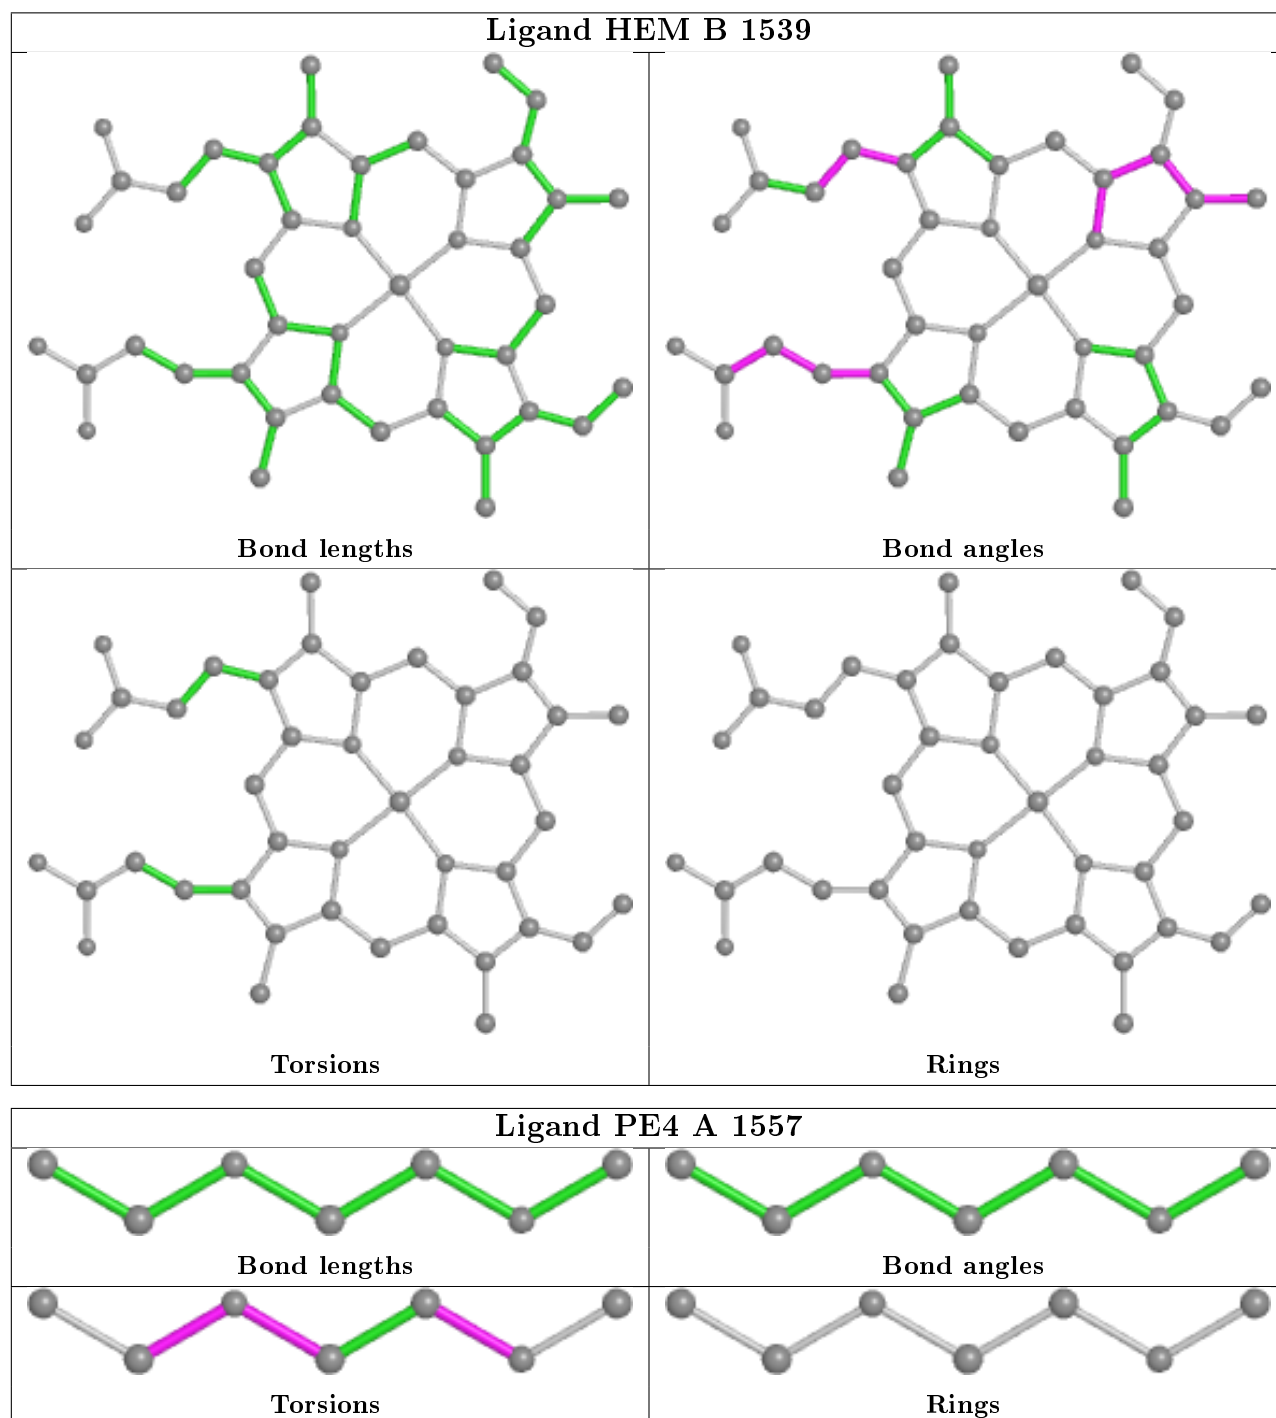 Ligand HEM B 1539
Bond lengths
Bond angles
Torsions
Rings
Ligand PE4 A 1557
Bond lengths
Bond angles
Torsions
Rings